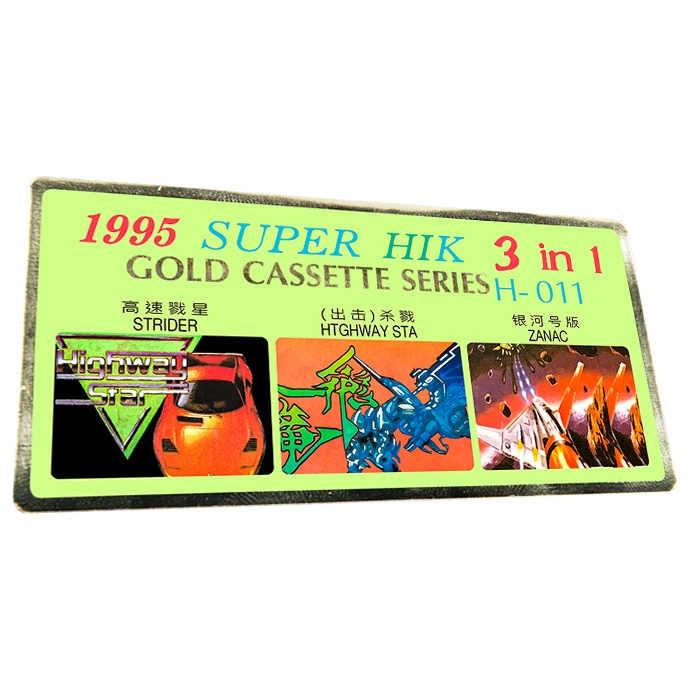 1995 SUPER HIK 3 in 1
GOLD CASSETTE SERIES H-011
高速戮星
STRIDER
(出击)杀戮
HTGHWAY STA
银河号版
ZANAC
Highway
Star